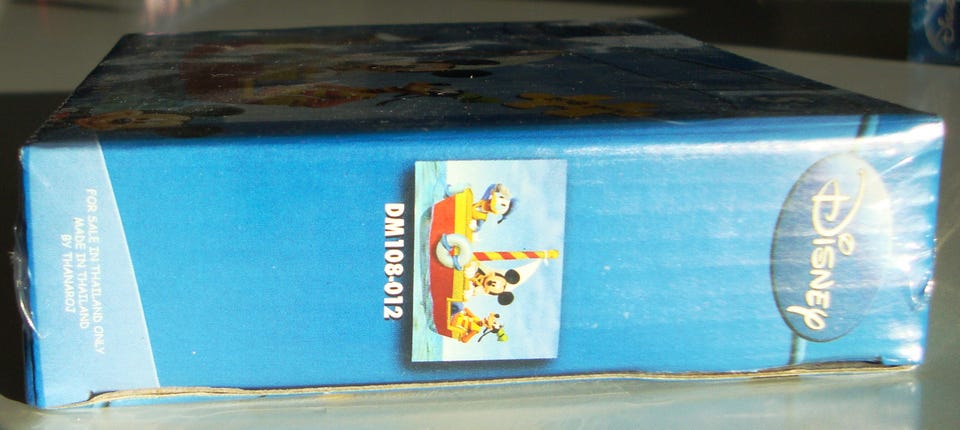 DISNEY
DM108-012
FOR SALE IN THAILAND ONLY
MADE IN THAILAND
BY THANAROJ